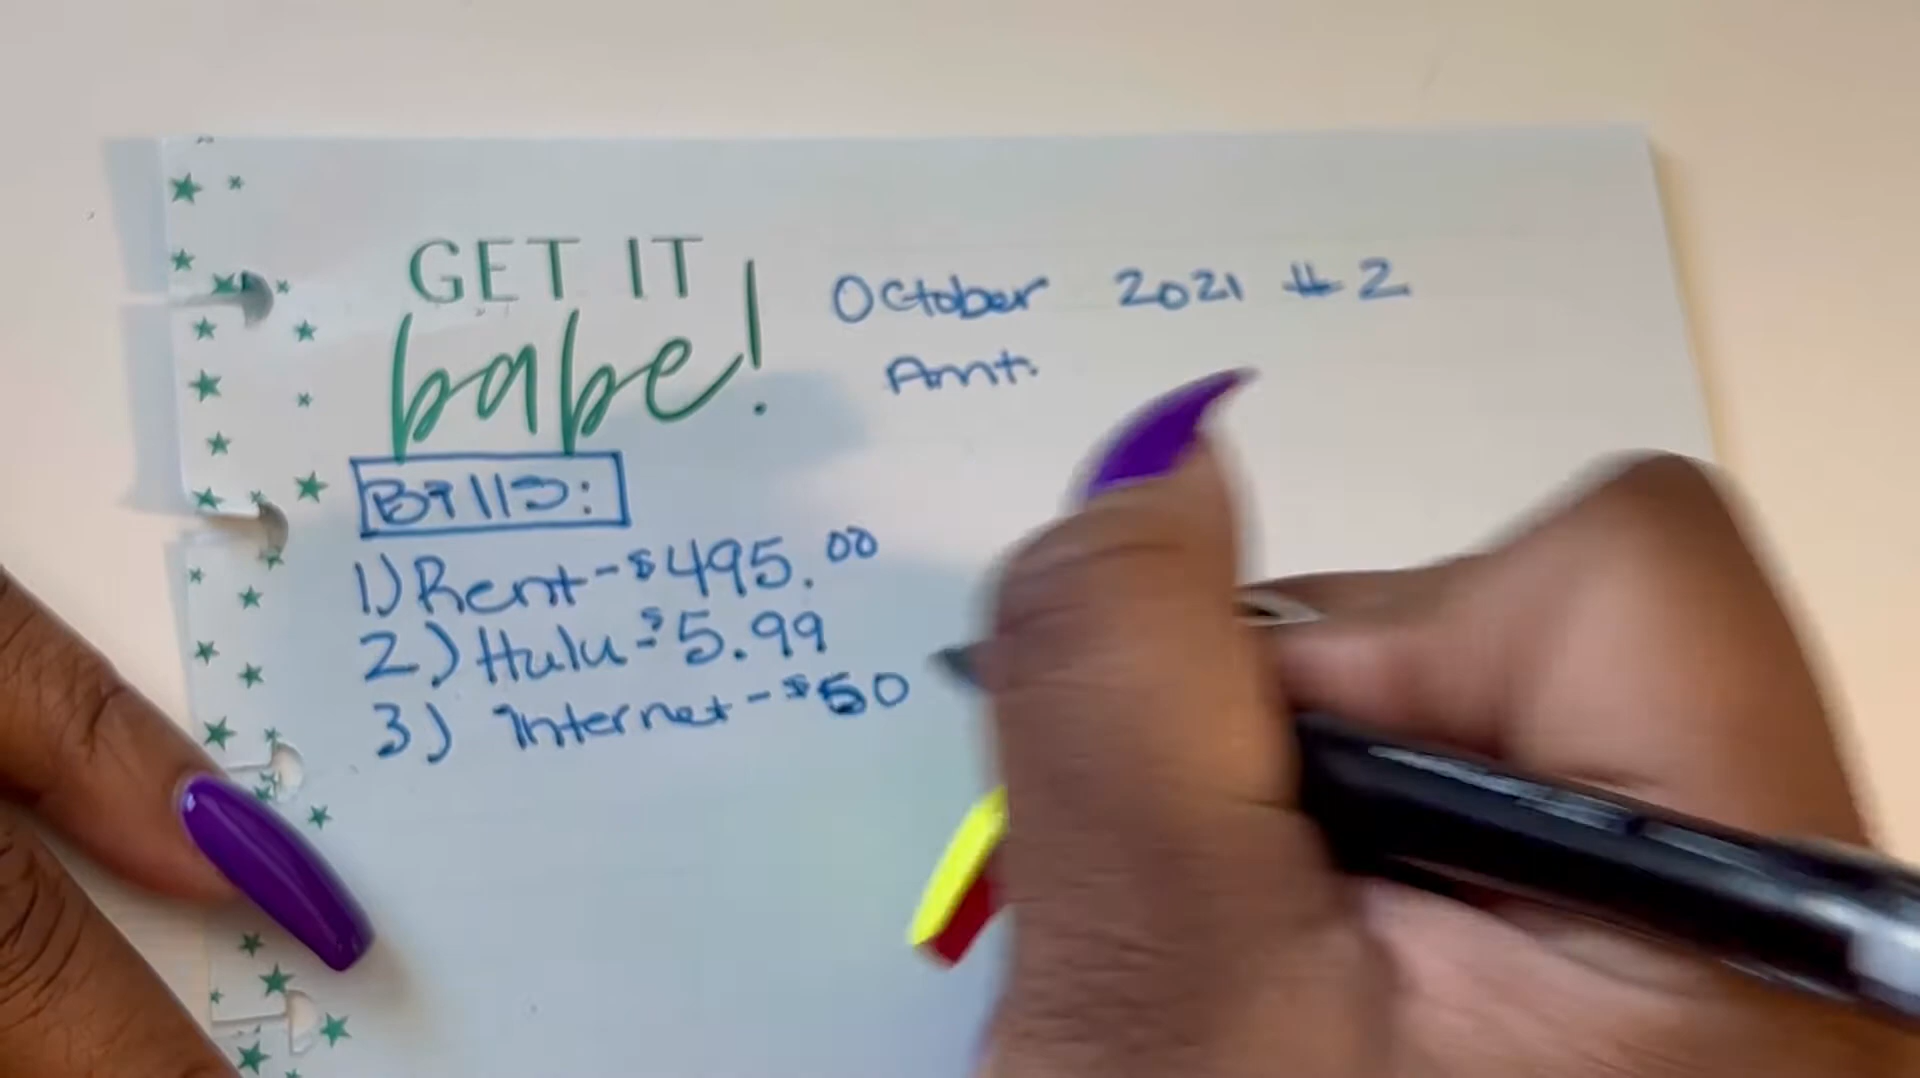 GET IT
babe!
October 2021 #2
Amt.
Bills:
1) Rent - $495.00
2.) Hulu - $5.99
3) internet - $50